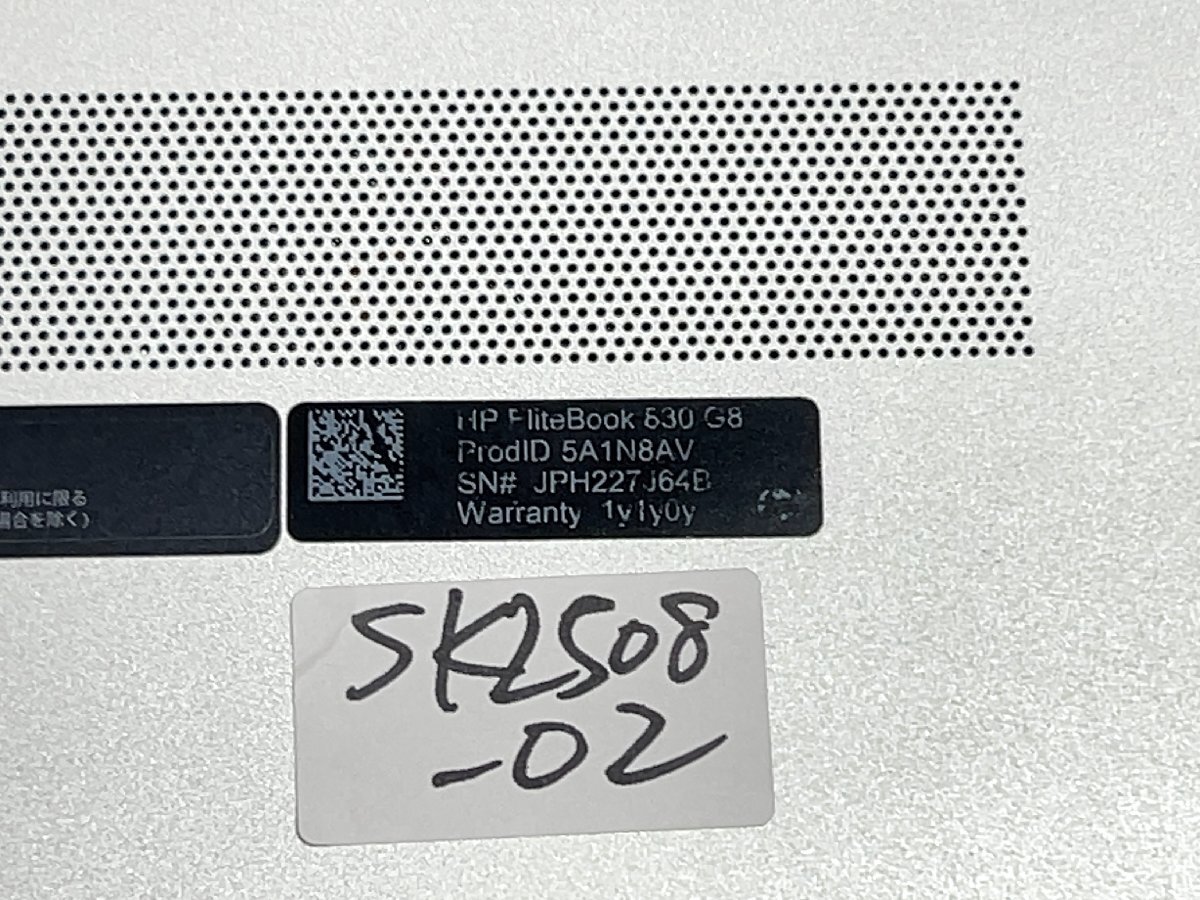 HP EliteBook 830 G8
ProdID 5A1N8AV
SN# JPH227J64B
Warranty 1y1y0y
利用に限る
場合を除く)
SK2508
-02